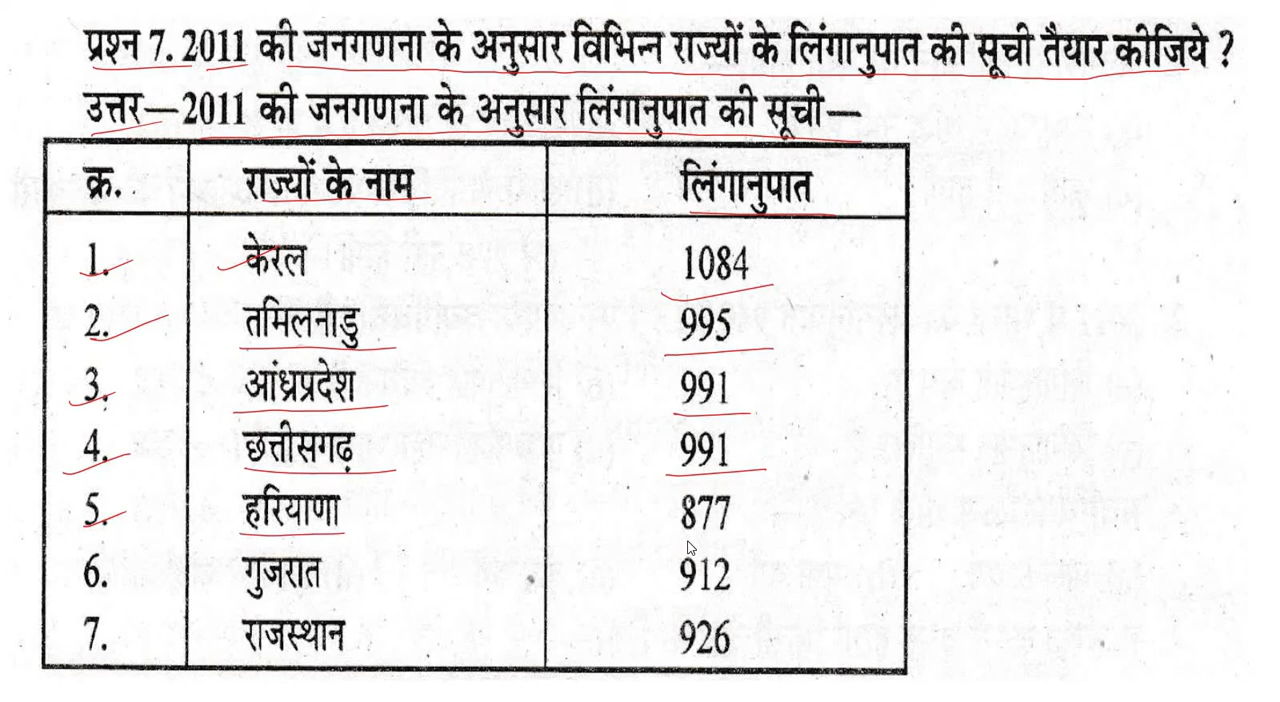 प्रश्न 7. 2011 की जनगणना के अनुसार विभिन्न राज्यों के लिंगानुपात की सूची तैयार कीजिये ?
उत्तर—2011 की जनगणना के अनुसार लिंगानुपात की सूची—
क्र. राज्यों के नाम लिंगानुपात
1. केरल 1084
2. तमिलनाडु 995
3. आंध्रप्रदेश 991
4. छत्तीसगढ़ 991
5. हरियाणा 877
6. गुजरात 912
7. राजस्थान 926